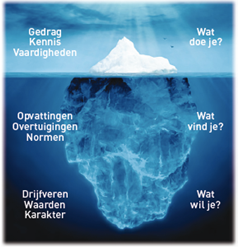 Gedrag
Kennis
Vaardigheden
Wat
doe je?
Opvattingen
Overtuigingen
Normen
Wat
vind je?
Drijfveren
Waarden
Karakter
Wat
wil je?